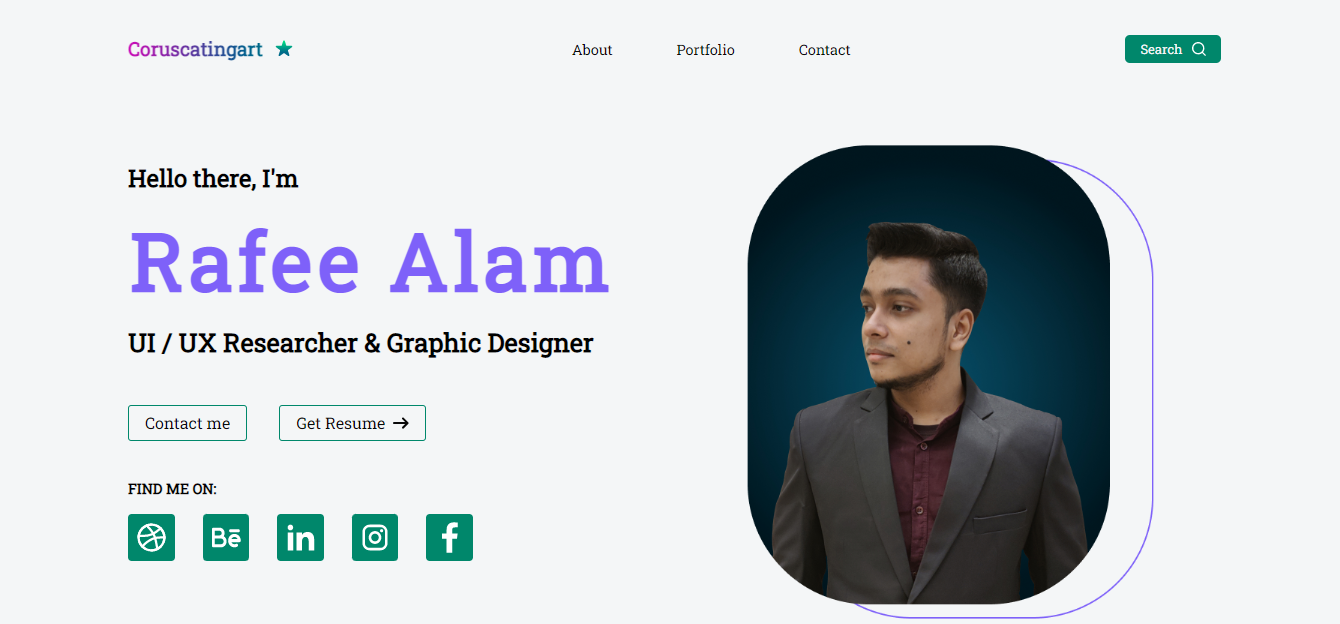 Coruscatingart
About Portfolio Contact
Search
Hello there, I'm
Rafee Alam
UI / UX Researcher & Graphic Designer
Contact me
Get Resume
FIND ME ON:
Bē
in
f